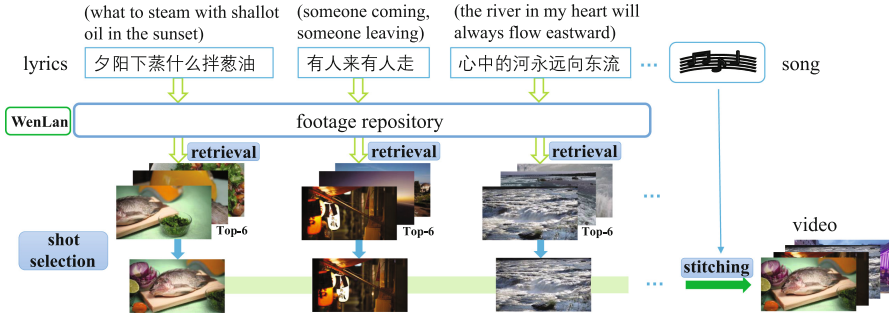 (what to steam with shallot
oil in the sunset)
(someone coming,
someone leaving)
(the river in my heart will
always flow eastward)
lyrics
夕阳下蒸什么拌葱油
有人来有人走
心中的河永远向东流
...
song
WenLan
footage repository
retrieval
retrieval
retrieval
Top-6
Top-6
Top-6
...
video
shot
selection
...
stitching